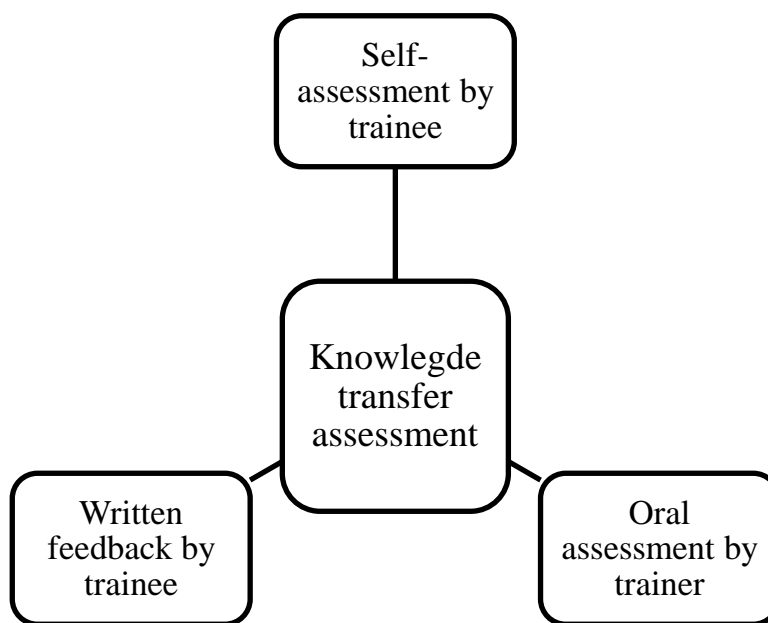 Self-
assessment by
trainee
Knowlegde
transfer
assessment
Written
feedback by
trainee
Oral
assessment by
trainer